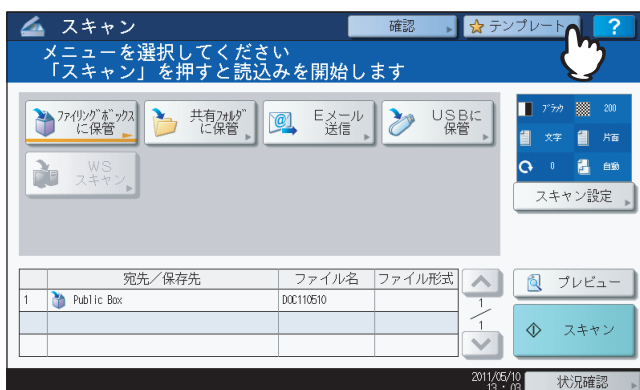 スキャン
確認
テンプレート
?
メニューを選択してください
「スキャン」を押すと読込みを開始します
ファイリングボックス
に保管
共有フォルダ
に保管
Eメール
送信
USBに
保管
WS
スキャン
ブラック
200
文字
片面
0
自動
スキャン設定
宛先／保存先
ファイル名
ファイル形式
1
Public Box
DOC110510
1
1
プレビュー
スキャン
2011/05/10
13:03
状況確認